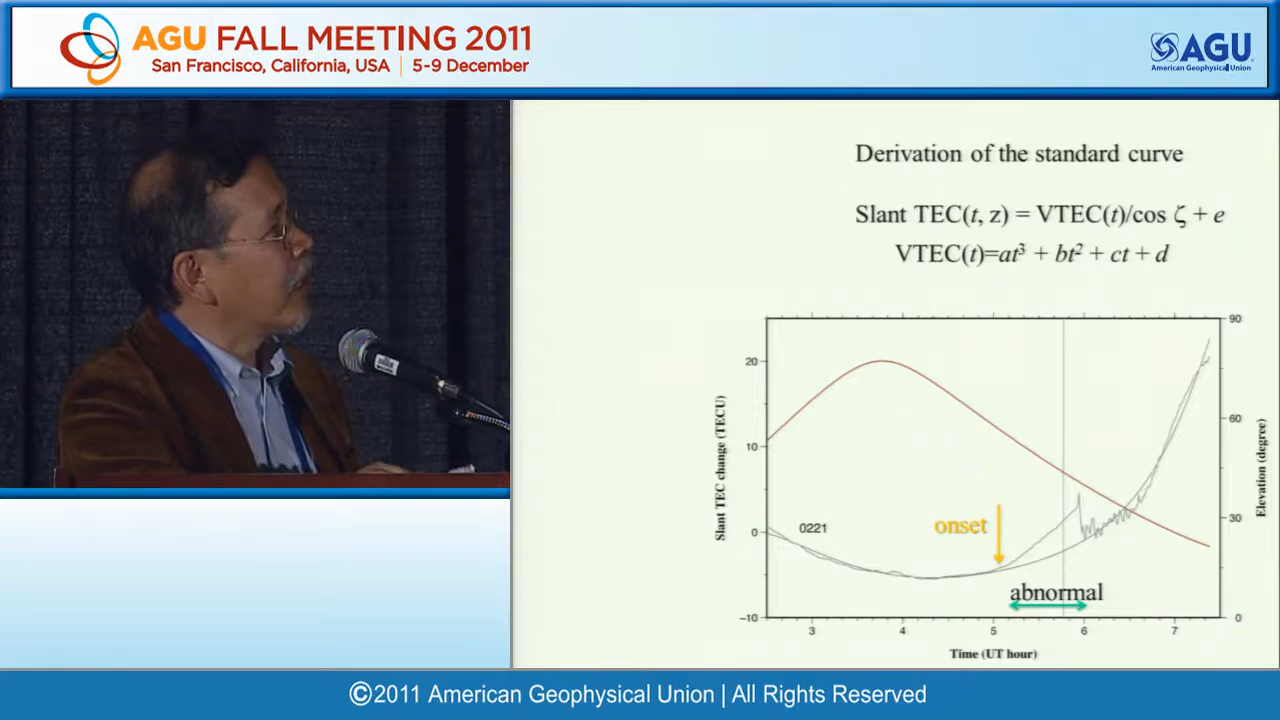 AGU FALL MEETING 2011
San Francisco, California, USA | 5-9 December
AGU
American Geophysical Union
Derivation of the standard curve
Slant TEC(t, z) = VTEC(t)/cos ζ + e
VTEC(t)=at³ + bt² + ct + d
20
10
0
−10
Slant TEC change (TECU)
90
60
30
0
Elevation (degree)
0221
onset
abnormal
3 4 5 6 7
Time (UT hour)
©2011 American Geophysical Union | All Rights Reserved